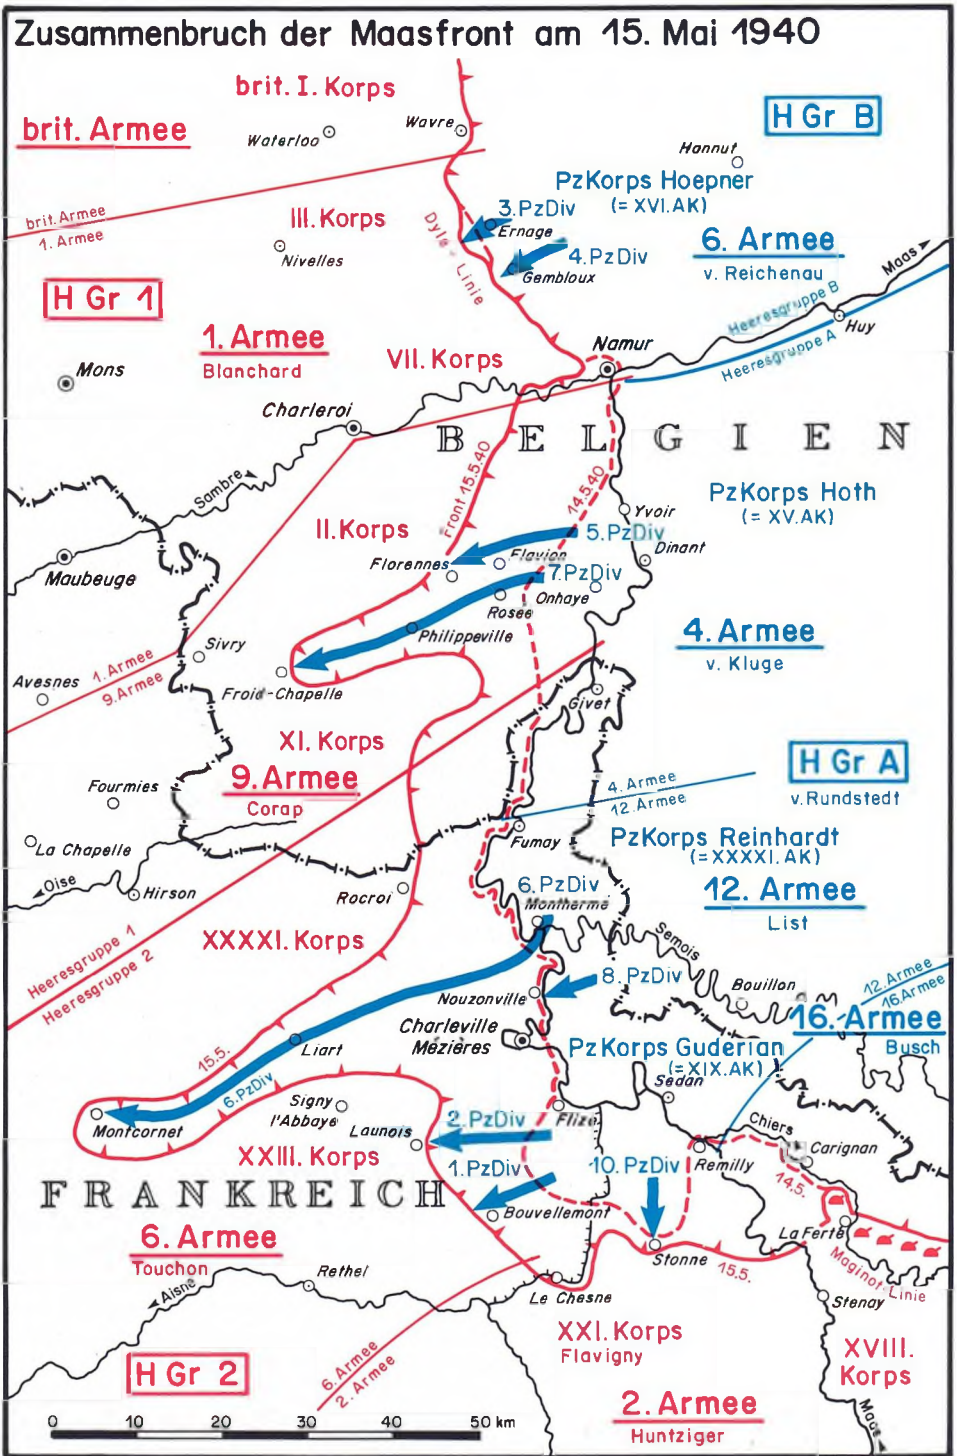 Zusammenbruch der Maasfront am 15. Mai 1940
brit. I. Korps
brit. Armee
Waterloo
Wavre
H Gr B
Hannut
PzKorps Hoepner
(= XVI. AK)
brit. Armee
1. Armee
III. Korps
Nivelles
Dyle - Linie
3. PzDiv
Ernage
4. PzDiv
Gembloux
6. Armee
v. Reichenau
Maas
H Gr 1
1. Armee
Blanchard
VII. Korps
Namur
Heeresgruppe B
Heeresgruppe A
Huy
Mons
Charleroi
BELGIEN
Sambre
Front 15.5.40
14.5.40
PzKorps Hoth
(= XV. AK)
Yvoir
II. Korps
5. PzDiv
Dinant
Maubeuge
Florennes
Flavion
7. PzDiv
Onhaye
Rosée
Philippeville
4. Armee
v. Kluge
Sivry
1. Armee
9. Armee
Avesnes
Froid-Chapelle
Givet
XI. Korps
9. Armee
Corap
H Gr A
v. Rundstedt
4. Armee
12. Armee
Fourmies
La Chapelle
Fumay
PzKorps Reinhardt
(= XXXXI. AK)
12. Armee
List
Oise
Hirson
Rocroi
6. PzDiv
Monthermé
XXXXI. Korps
Semois
Heeresgruppe 1
Heeresgruppe 2
8. PzDiv
Nouzonville
Bouillon
12. Armee
16. Armee
16. Armee
Busch
Charleville
Mézières
PzKorps Guderian
(= XIX. AK)
Liart
15.5.
6. PzDiv
Sedan
Signy
l'Abbaye
Montcornet
Launois
2. PzDiv
Flize
Chiers
Carignan
XXIII. Korps
1. PzDiv
10. PzDiv
Remilly
14.5.
FRANKREICH
Bouvellemont
6. Armee
Touchon
La Ferté
Stonne
15.5.
Maginot-Linie
Rethel
Aisne
Le Chesne
Stenay
XXI. Korps
Flavigny
XVIII.
Korps
H Gr 2
6. Armee
2. Armee
2. Armee
Huntziger
Maas
0 10 20 30 40 50 km